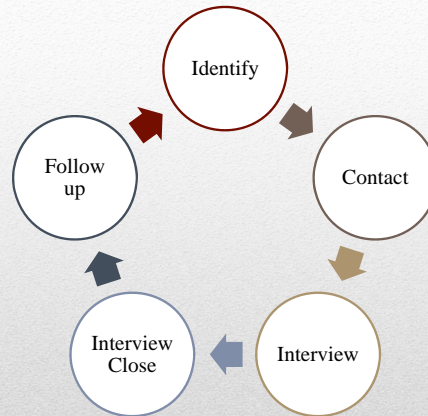 Identify
Contact
Interview
Interview
Close
Follow
up